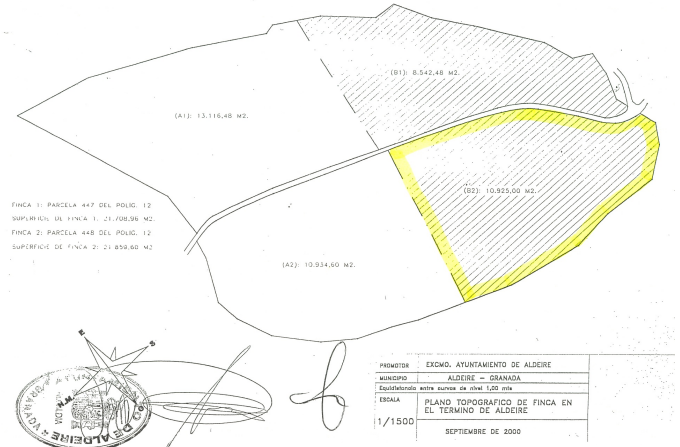 (B1): 8.542,48 M2.
(A1): 13.116,48 M2.
(B2): 10.925,00 M2.
FINCA 1: PARCELA 447 DEL POLIG. 12
SUPERFICIE DE FINCA 1: 21.708,96 M2.
FINCA 2: PARCELA 448 DEL POLIG. 12
SUPERFICIE DE FINCA 2: 21.859,60 M2
(A2): 10.934,60 M2.
N
S
AYUNTAMIENTO DE ALDEIRE
GRANADA
PROMOTOR EXCMO. AYUNTAMIENTO DE ALDEIRE
MUNICIPIO ALDEIRE – GRANADA
Equidistancia entre curvas de nivel 1,00 mts
ESCALA
1/1500
PLANO TOPOGRAFICO DE FINCA EN
EL TERMINO DE ALDEIRE
SEPTIEMBRE DE 2000